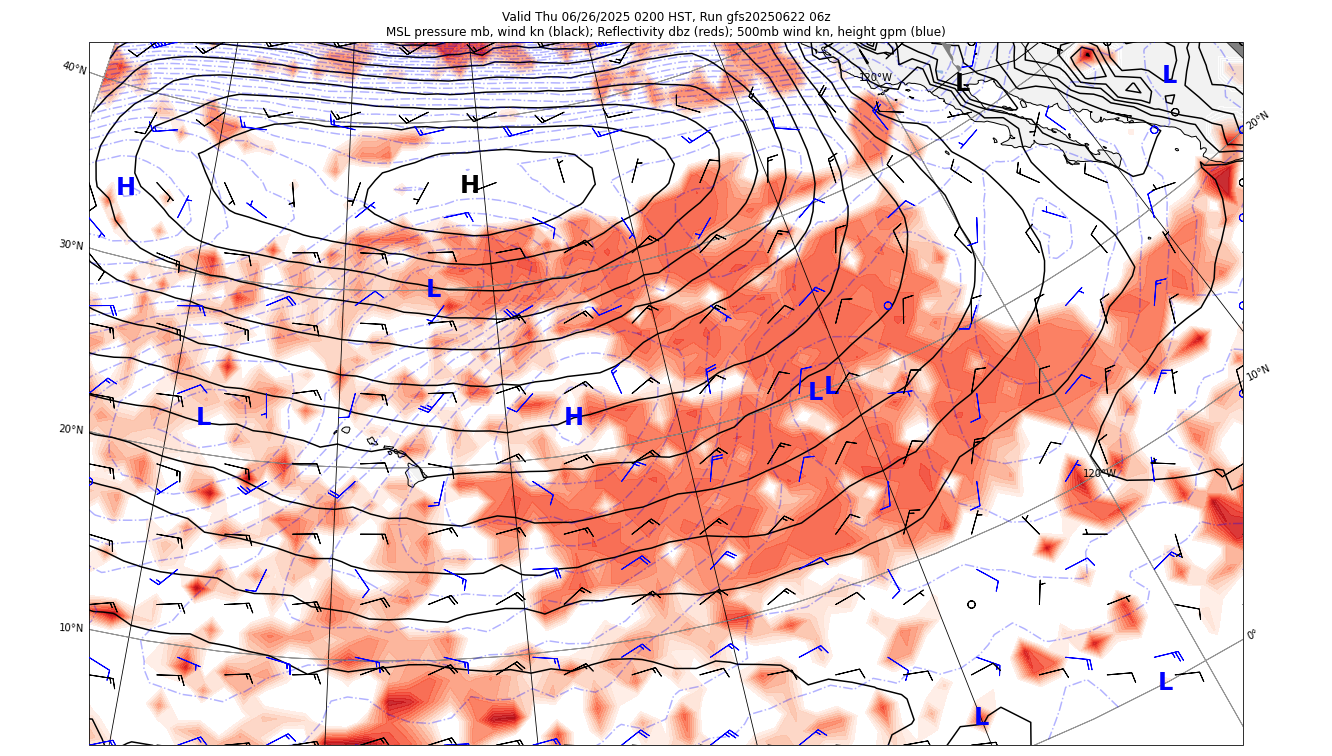 Valid Thu 06/26/2025 0200 HST, Run gfs20250622 06z
MSL pressure mb, wind kn (black); Reflectivity dbz (reds); 500mb wind kn, height gpm (blue)
40°N
120°W
L
L
20°N
H
H
30°N
L
10°N
L
L
L
H
20°N
120°W
10°N
0°
L
L